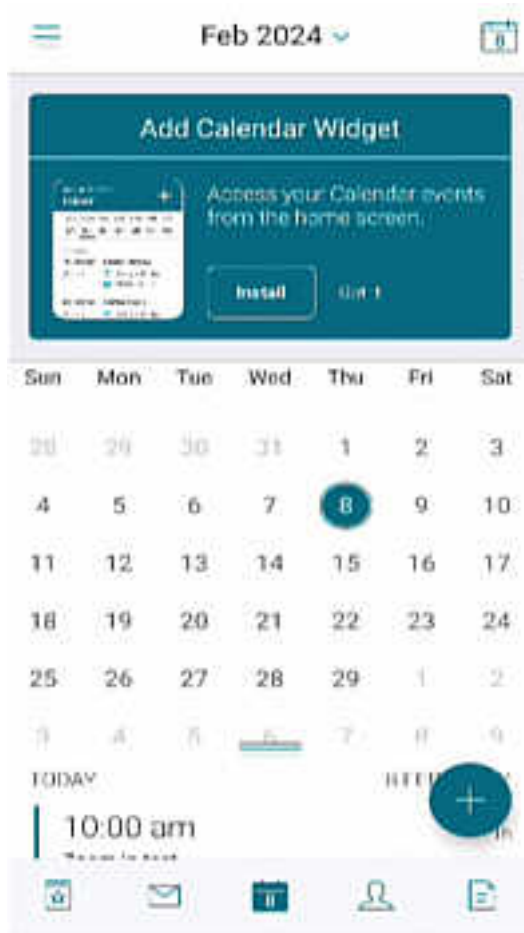 Feb 2024
8
Add Calendar Widget
Access your Calendar events
from the home screen.
Install
Sun Mon Tue Wed Thu Fri Sat
28 29 30 31 1 2 3
4 5 6 7 8 9 10
11 12 13 14 15 16 17
18 19 20 21 22 23 24
25 26 27 28 29 1 2
3 4 5 6 7 8 9
TODAY
10:00 am
8